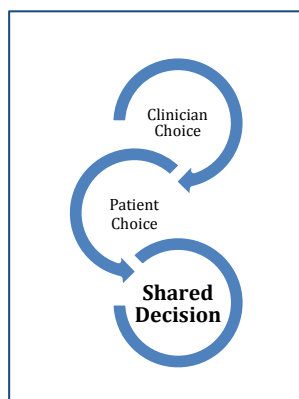 Clinician
Choice
Patient
Choice
Shared
Decision